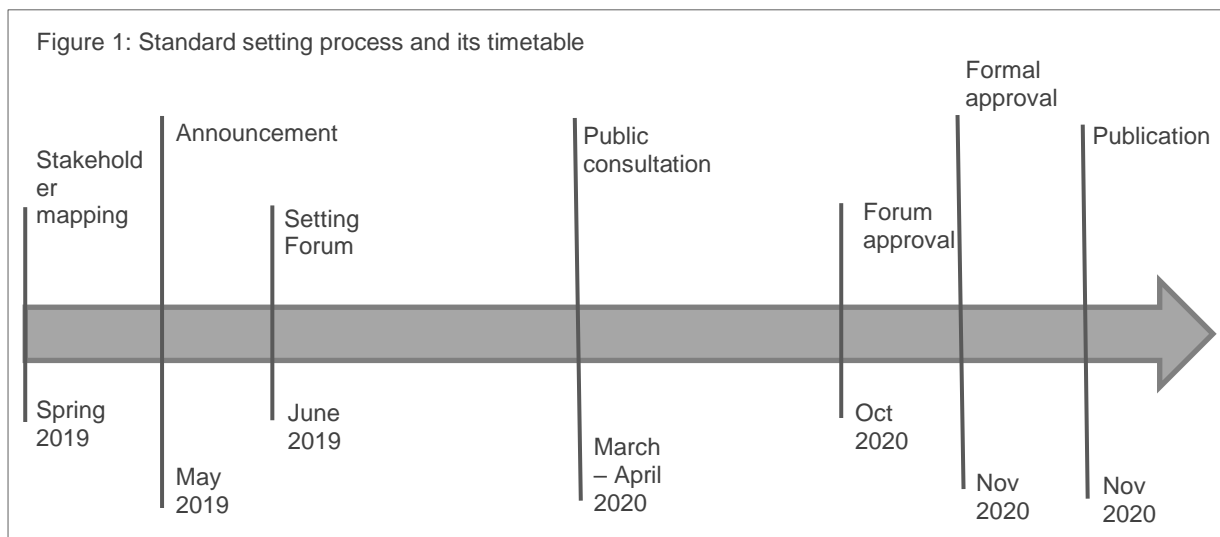 Figure 1: Standard setting process and its timetable
Stakehold
er
mapping
Spring
2019
Announcement
May
2019
Setting
Forum
June
2019
Public
consultation
March
– April
2020
Forum
approval
Oct
2020
Formal
approval
Nov
2020
Publication
Nov
2020